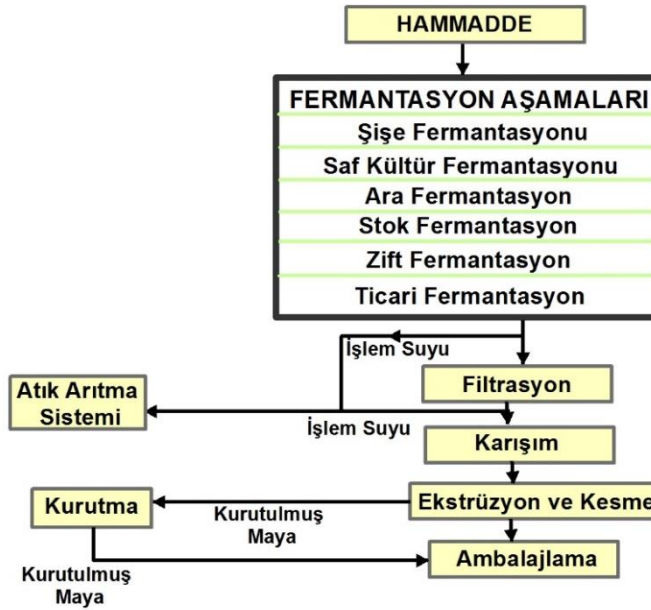 HAMMADDE
FERMANTASYON AŞAMALARI
Şişe Fermantasyonu
Saf Kültür Fermantasyonu
Ara Fermantasyon
Stok Fermantasyon
Zift Fermantasyon
Ticari Fermantasyon
İşlem Suyu
Filtrasyon
Atık Arıtma
Sistemi
İşlem Suyu
Karışım
Ekstrüzyon ve Kesme
Kurutma
Kurutulmuş
Maya
Ambalajlama
Kurutulmuş
Maya